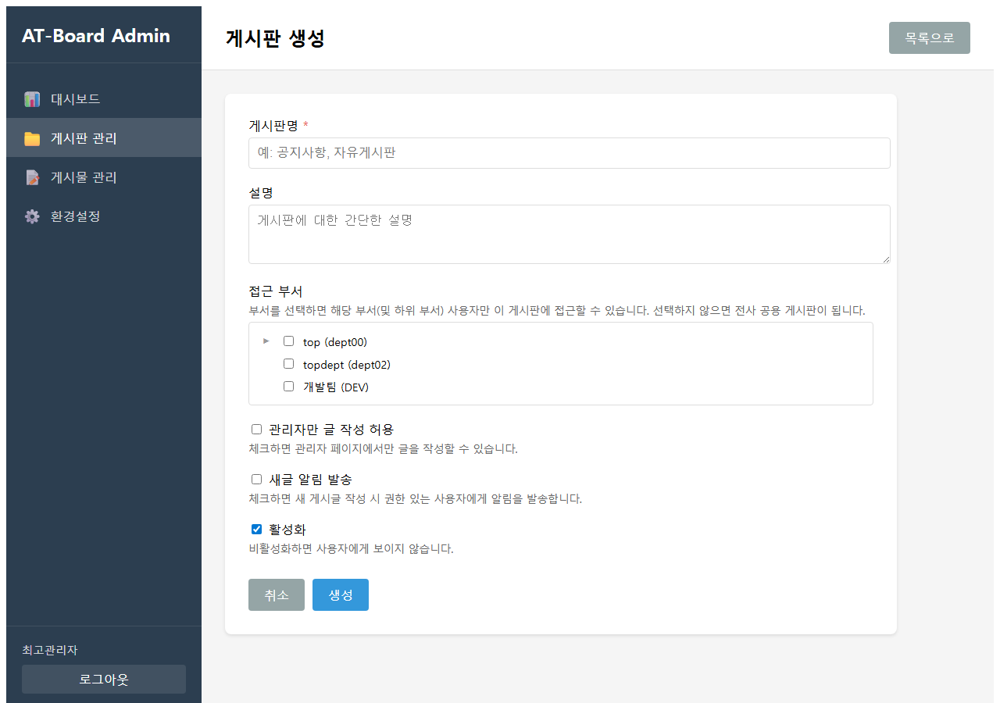 AT-Board Admin
대시보드
게시판 관리
게시물 관리
환경설정
최고관리자
로그아웃
게시판 생성
목록으로
게시판명 *
예: 공지사항, 자유게시판
설명
게시판에 대한 간단한 설명
접근 부서
부서를 선택하면 해당 부서(및 하위 부서) 사용자만 이 게시판에 접근할 수 있습니다. 선택하지 않으면 전사 공용 게시판이 됩니다.
top (dept00)
topdept (dept02)
개발팀 (DEV)
관리자만 글 작성 허용
체크하면 관리자 페이지에서만 글을 작성할 수 있습니다.
새글 알림 발송
체크하면 새 게시글 작성 시 권한 있는 사용자에게 알림을 발송합니다.
활성화
비활성화하면 사용자에게 보이지 않습니다.
취소
생성